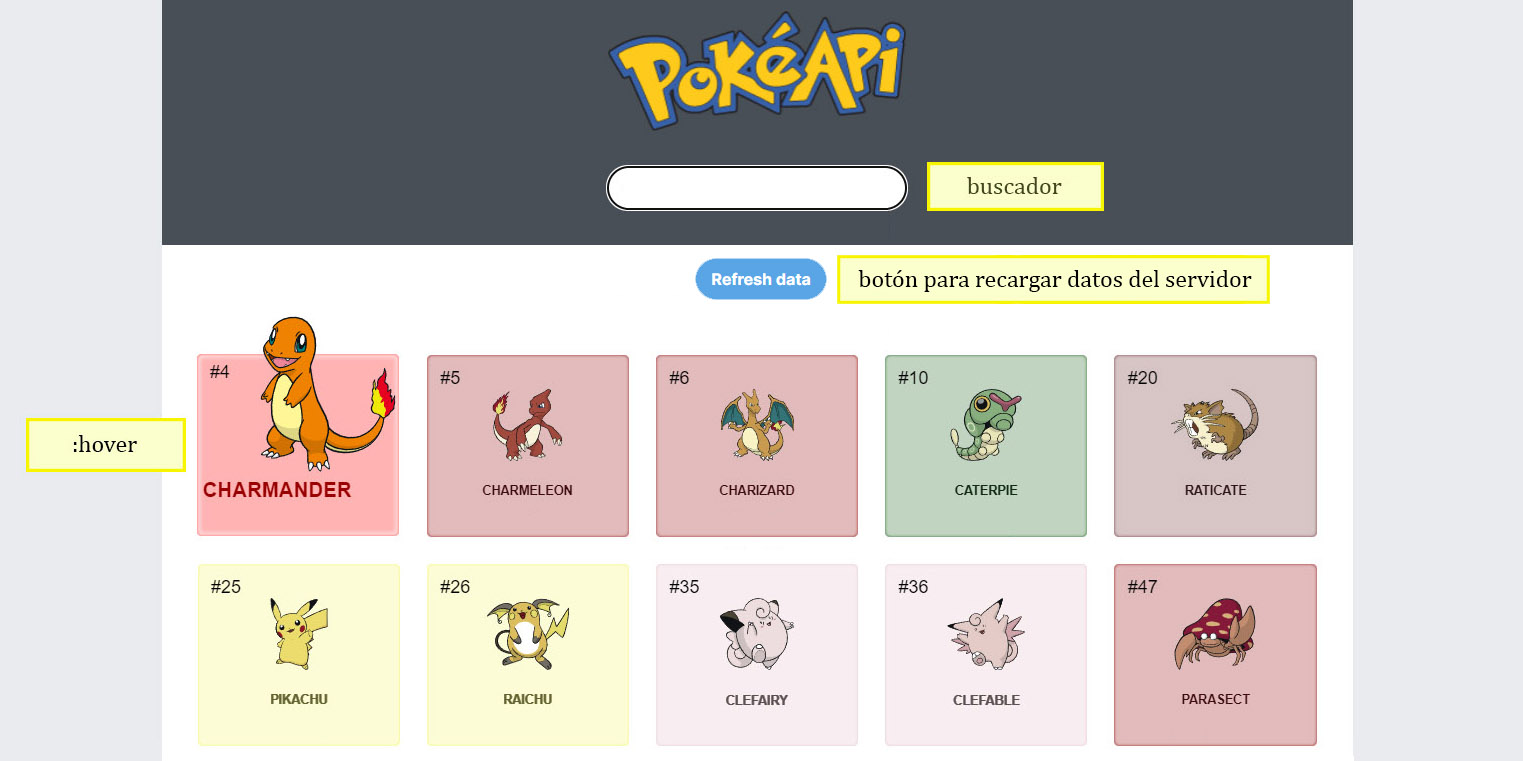 PokéApi
buscador
Refresh data
botón para recargar datos del servidor
:hover
#4
CHARMANDER
#5
CHARMELEON
#6
CHARIZARD
#10
CATERPIE
#20
RATICATE
#25
PIKACHU
#26
RAICHU
#35
CLEFAIRY
#36
CLEFABLE
#47
PARASECT